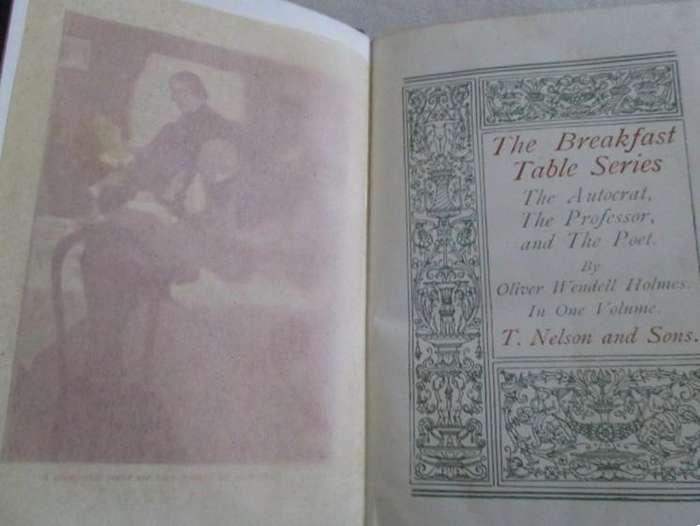 The Breakfast
Table Series
The Autocrat,
The Professor,
and The Poet.
By
Oliver Wendell Holmes.
In One Volume.
T. Nelson and Sons.